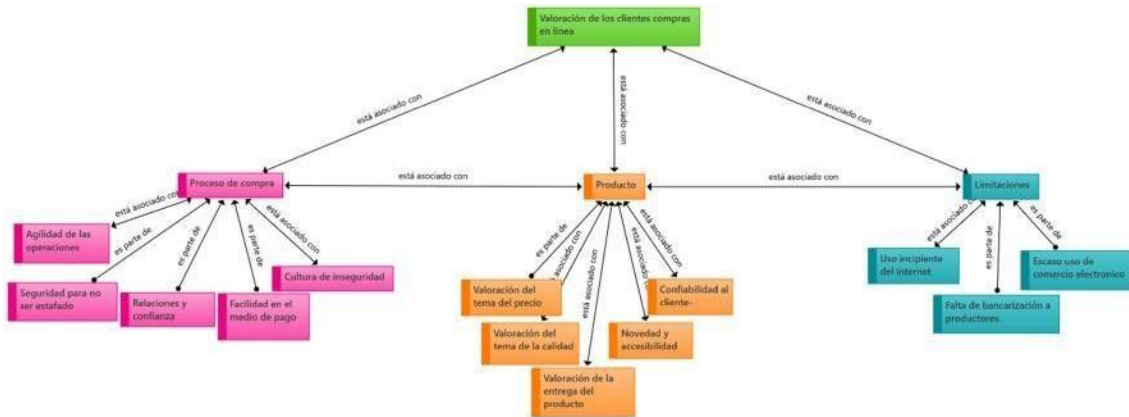 Valoración de los clientes compras
en linea
está asociado con
está asociado con
está asociado con
Proceso de compra
está asociado con
Producto
está asociado con
Limitaciones
está asociado con
es parte de
es parte de
es parte de
está asociado con
Agilidad de las
operaciones
Cultura de inseguridad
Seguridad para no
ser estafado
Relaciones y
confianza
Facilidad en el
medio de pago
es parte de
asociado con
está asociado con
está asociado con
está asociado con
Valoración del
tema del precio
Confiabilidad al
cliente-
Valoración del
tema de la calidad
Novedad y
accesibilidad
Valoración de la
entrega del
producto
está asociado con
es parte de
es parte de
Uso incipiente
del internet
Escaso uso de
comercio electronico
Falta de bancarización a
productores.